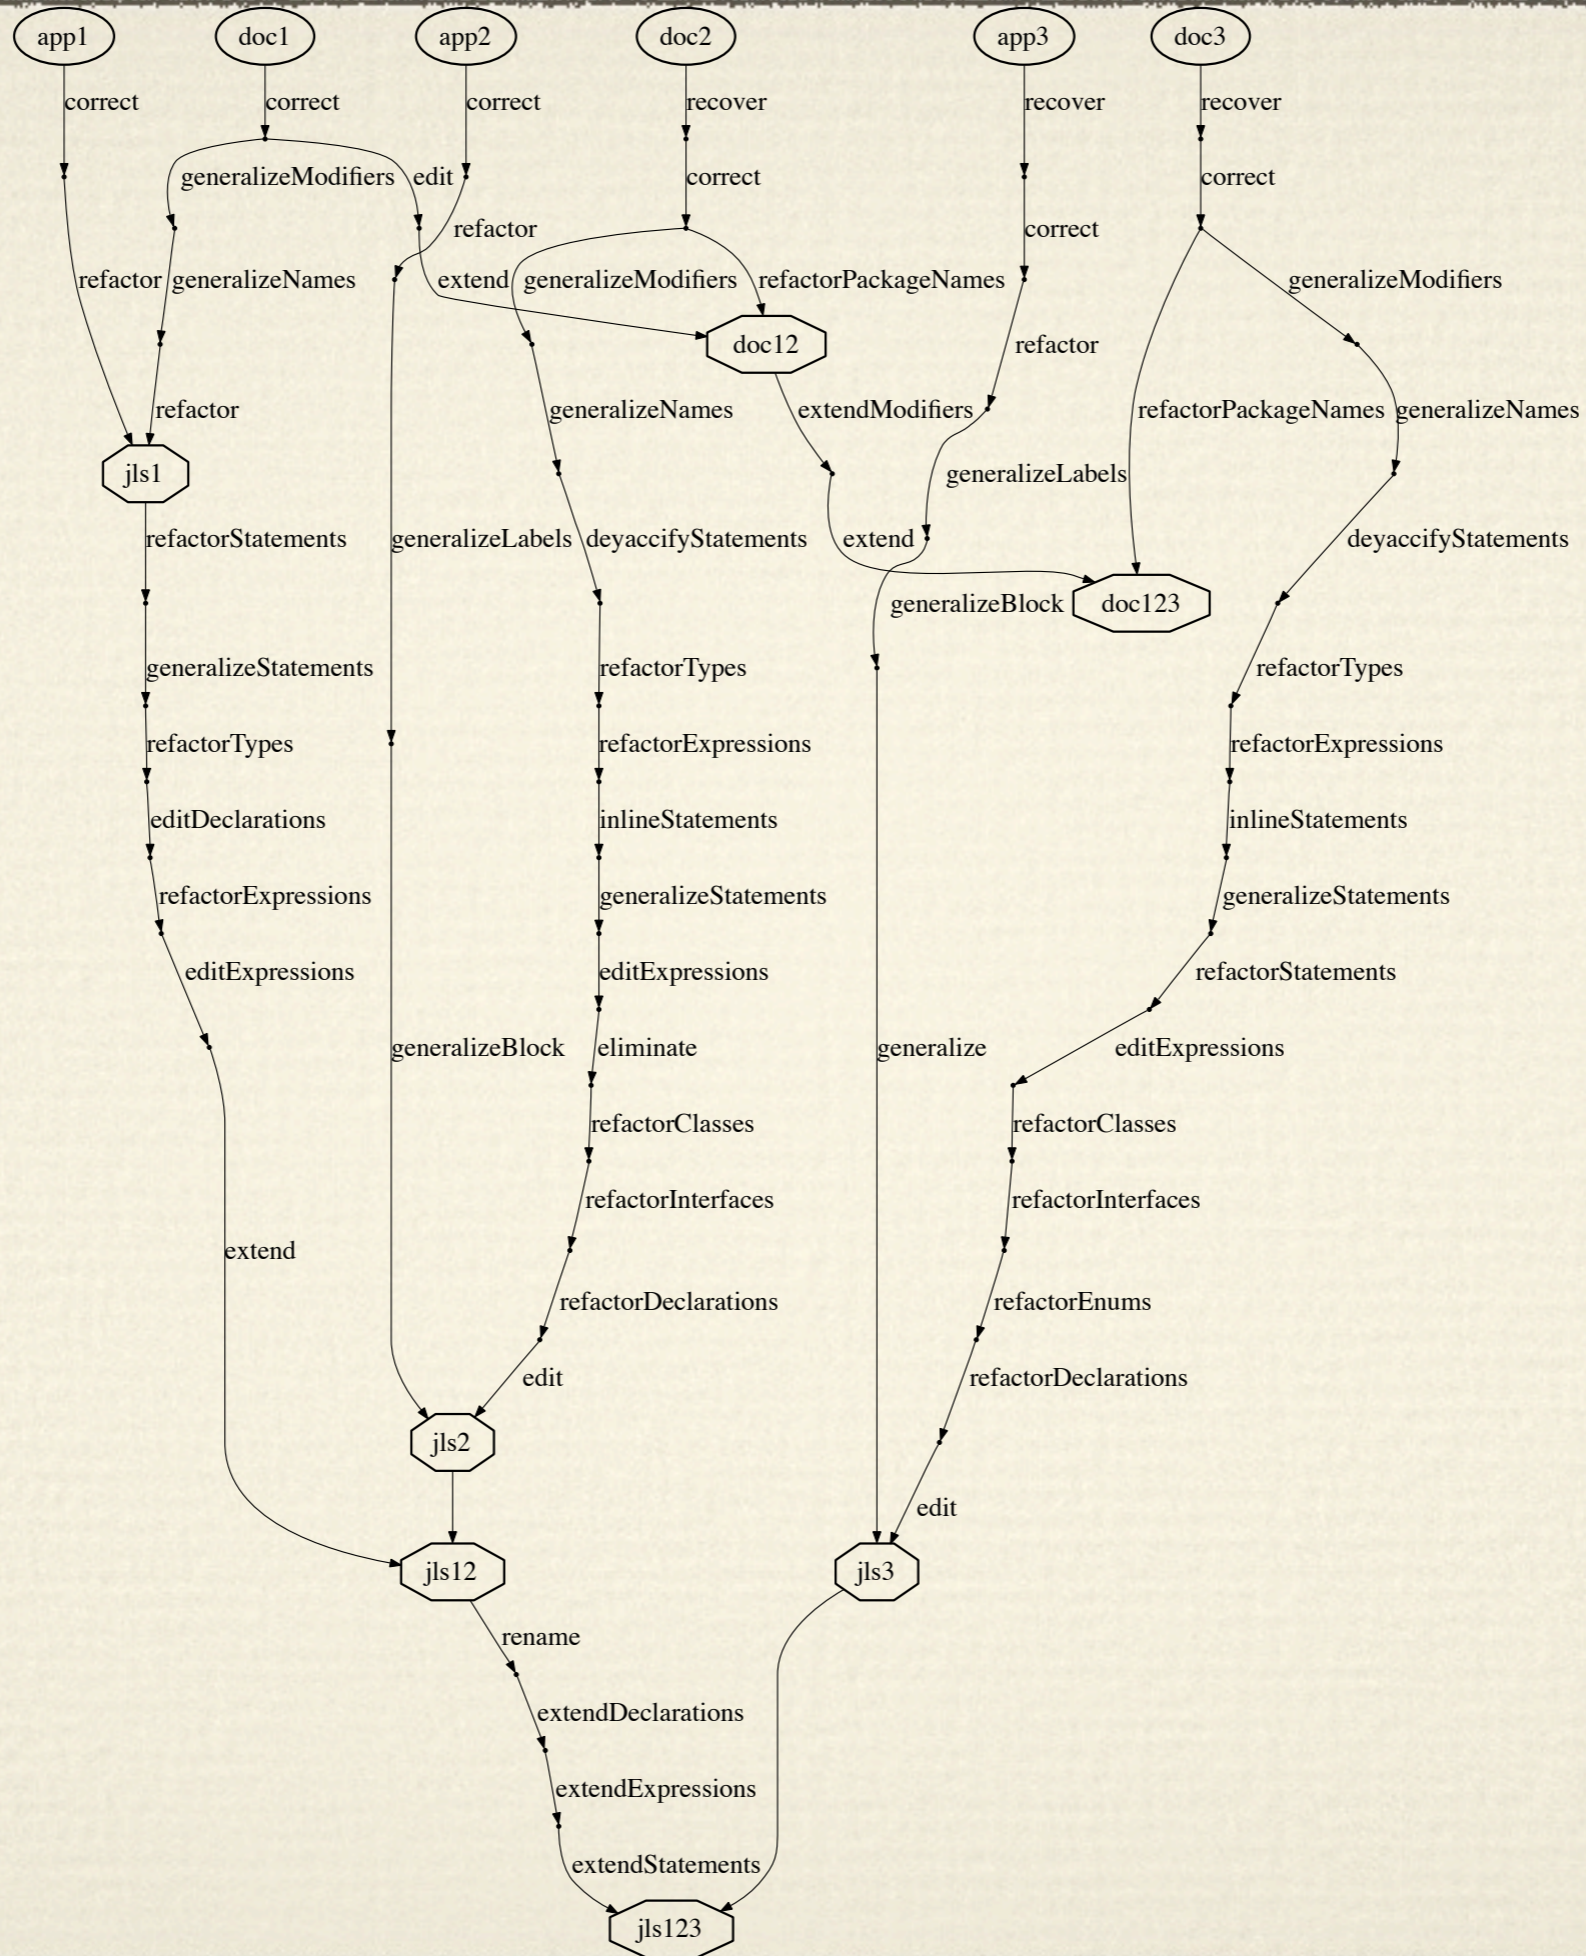 app1 doc1 app2 doc2 app3 doc3
correct correct correct recover recover recover
generalizeModifiers edit correct correct
refactor correct
refactor generalizeNames extend generalizeModifiers refactorPackageNames generalizeModifiers
doc12 refactor
refactor generalizeNames extendModifiers refactorPackageNames generalizeNames
jls1 generalizeLabels
refactorStatements generalizeLabels deyaccifyStatements extend deyaccifyStatements
generalizeBlock doc123
generalizeStatements refactorTypes refactorTypes
refactorTypes refactorExpressions refactorExpressions
editDeclarations inlineStatements inlineStatements
refactorExpressions generalizeStatements generalizeStatements
editExpressions editExpressions refactorStatements
generalizeBlock eliminate generalize editExpressions
refactorClasses refactorClasses
refactorInterfaces refactorInterfaces
extend
refactorDeclarations refactorEnums
edit refactorDeclarations
jls2
edit
jls12 jls3
rename
extendDeclarations
extendExpressions
extendStatements
jls123